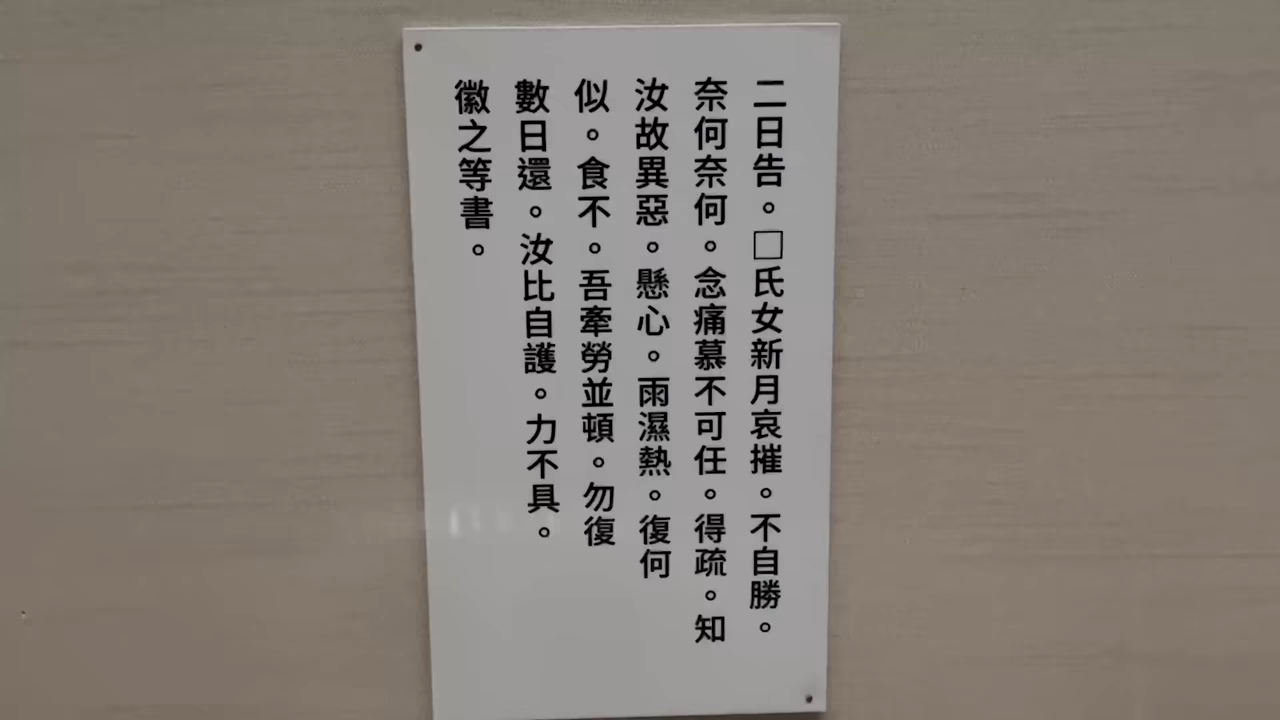 二日告。□氏女新月哀摧。不自勝。
奈何奈何。念痛慕不可任。得疏。知
汝故異惡。懸心。雨濕熱。復何
似。食不。吾牽勞並頓。勿復
數日還。汝比自護。力不具。
徽之等書。